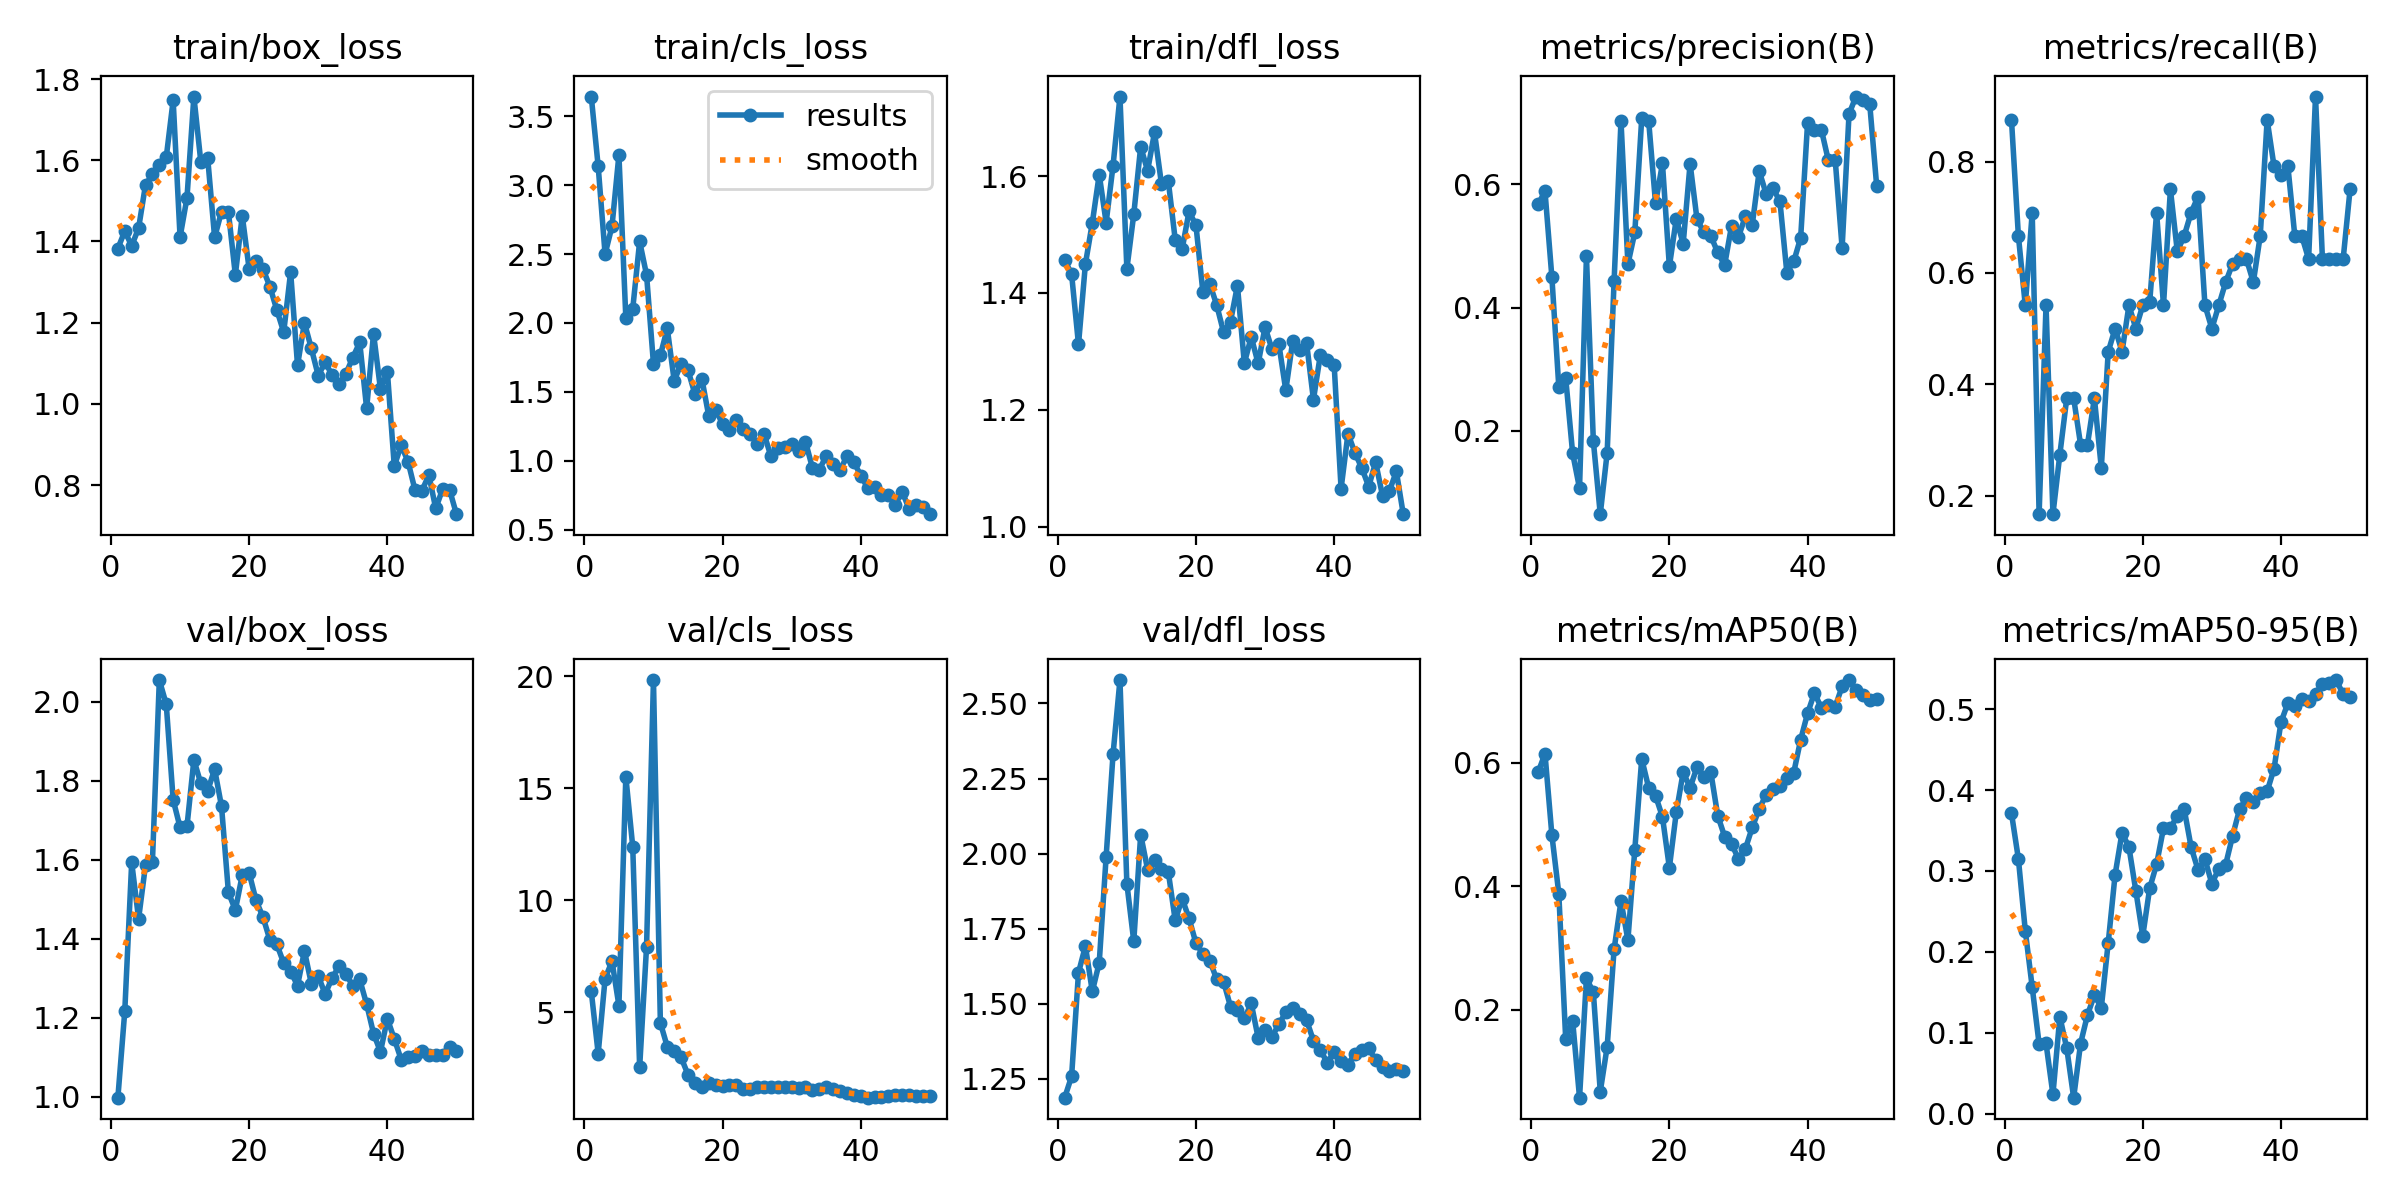 train/box_loss
train/cls_loss
train/dfl_loss
metrics/precision(B)
metrics/recall(B)
1.8
1.6
1.4
1.2
1.0
0.8
0 20 40
results
smooth
3.5
3.0
2.5
2.0
1.5
1.0
0.5
0 20 40
1.6
1.4
1.2
1.0
0 20 40
0.6
0.4
0.2
0 20 40
0.8
0.6
0.4
0.2
0 20 40
val/box_loss
val/cls_loss
val/dfl_loss
metrics/mAP50(B)
metrics/mAP50-95(B)
2.0
1.8
1.6
1.4
1.2
1.0
0 20 40
20
15
10
5
0 20 40
2.50
2.25
2.00
1.75
1.50
1.25
0 20 40
0.6
0.4
0.2
0 20 40
0.5
0.4
0.3
0.2
0.1
0.0
0 20 40